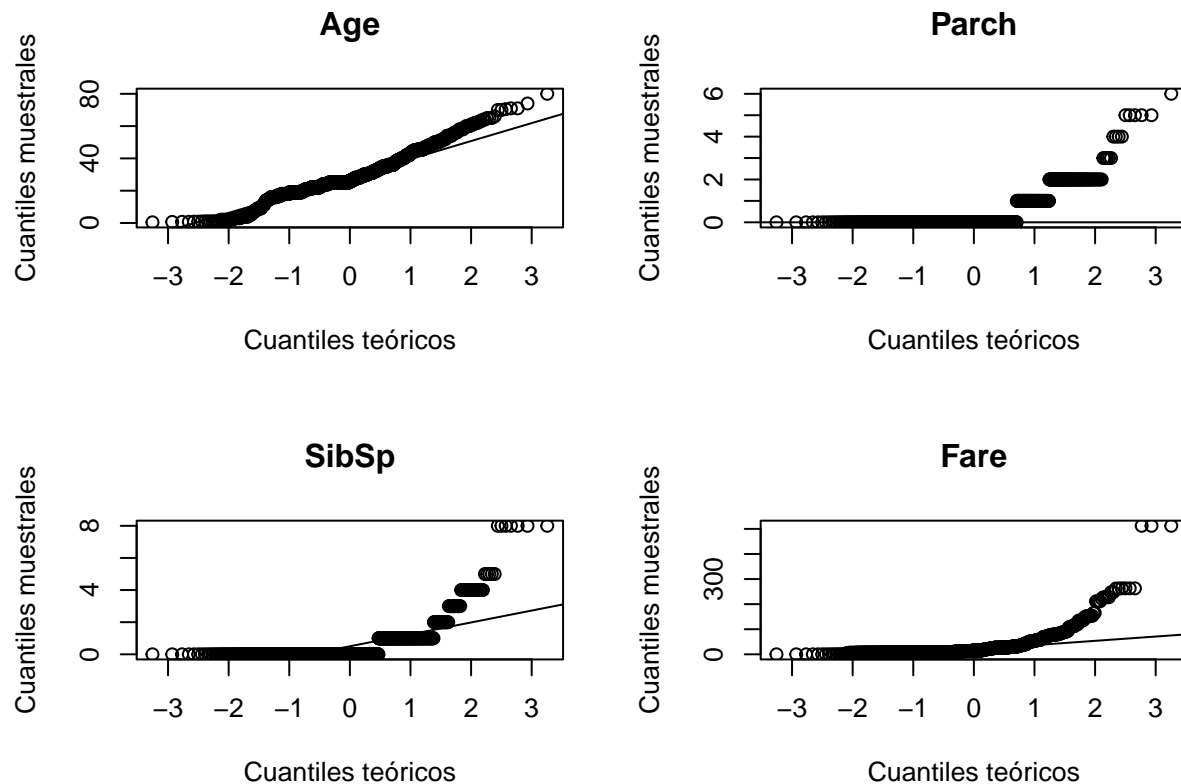 Age
Cuantiles muestrales
0 40 80
−3 −2 −1 0 1 2 3
Cuantiles teóricos
Parch
Cuantiles muestrales
0 2 4 6
−3 −2 −1 0 1 2 3
Cuantiles teóricos
SibSp
Cuantiles muestrales
0 4 8
−3 −2 −1 0 1 2 3
Cuantiles teóricos
Fare
Cuantiles muestrales
0 300
−3 −2 −1 0 1 2 3
Cuantiles teóricos